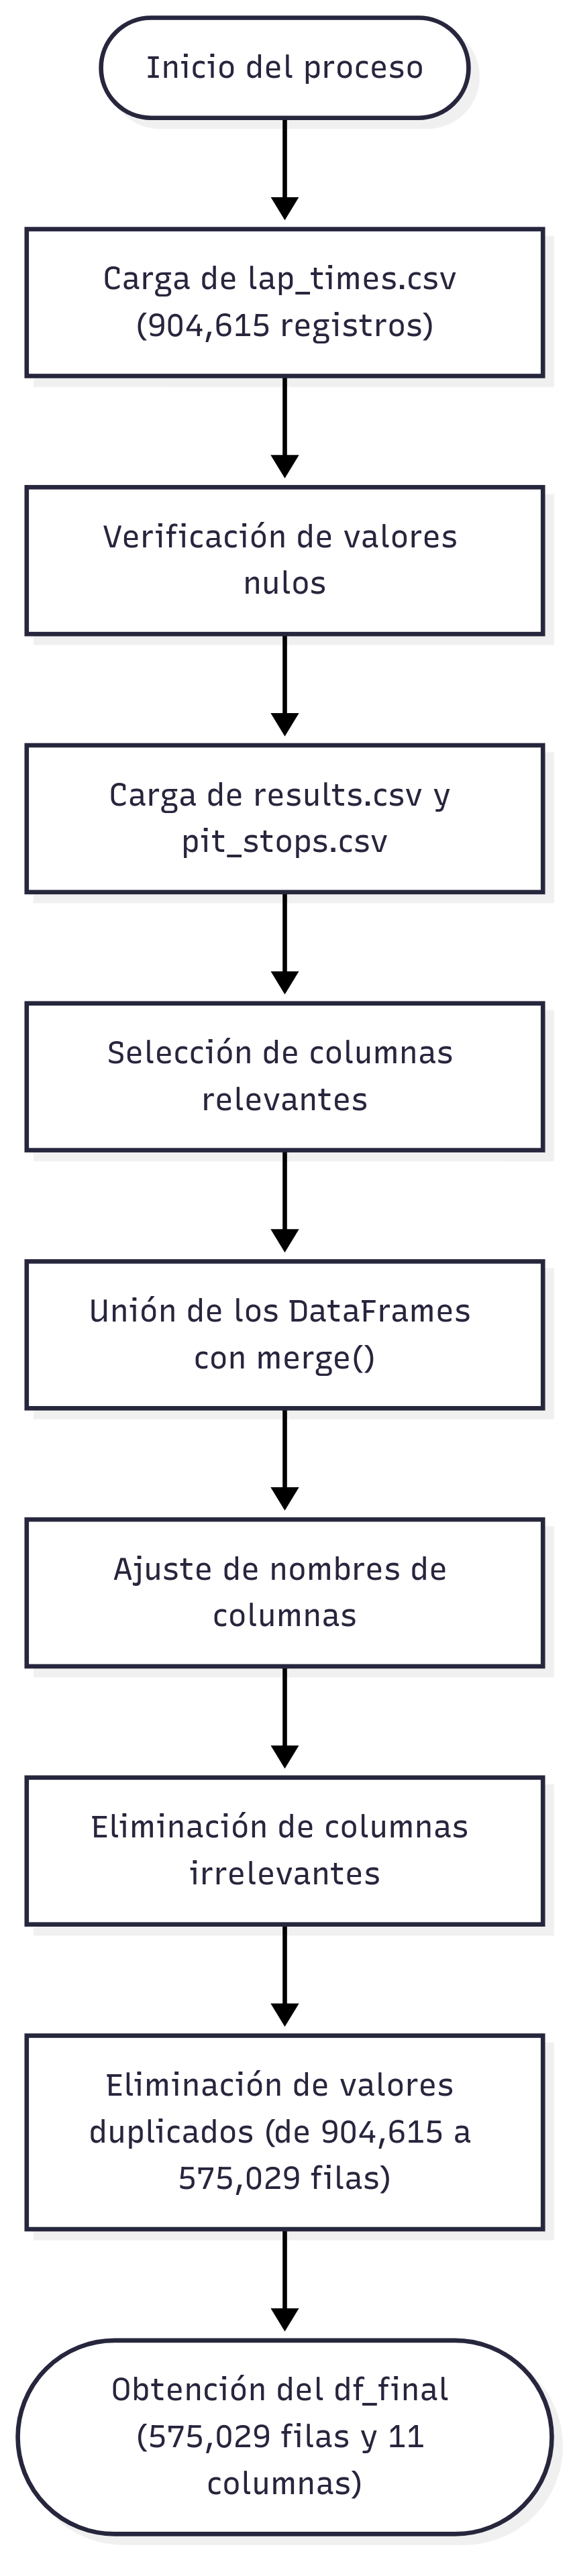 Inicio del proceso
Carga de lap_times.csv
(904,615 registros)
Verificación de valores
nulos
Carga de results.csv y
pit_stops.csv
Selección de columnas
relevantes
Unión de los DataFrames
con merge()
Ajuste de nombres de
columnas
Eliminación de columnas
irrelevantes
Eliminación de valores
duplicados (de 904,615 a
575,029 filas)
Obtención del df_final
(575,029 filas y 11
columnas)